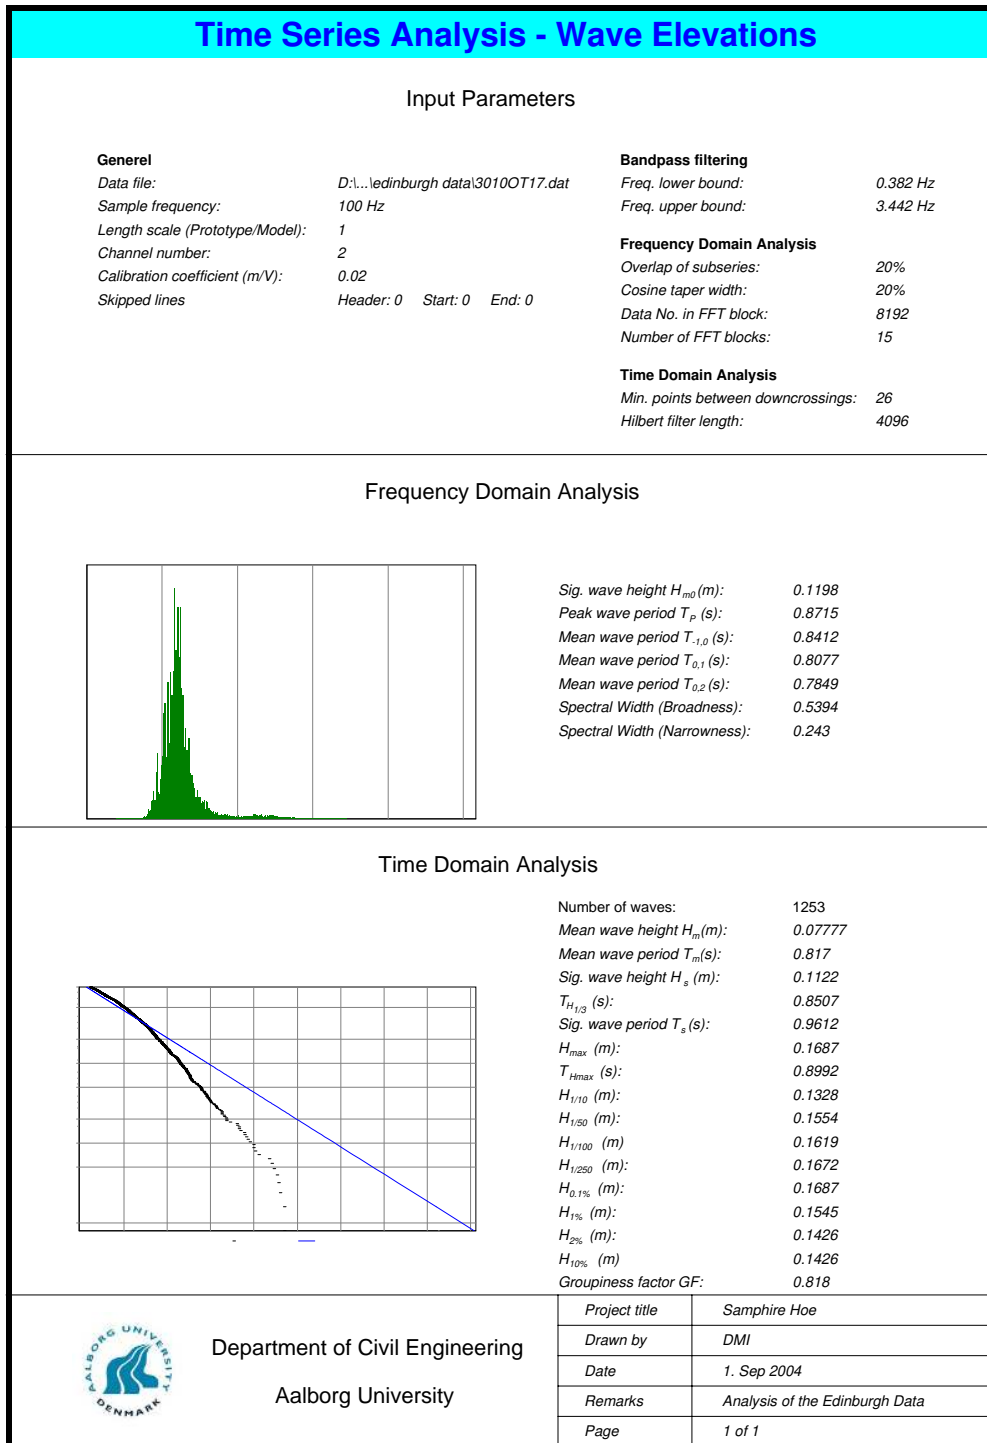 Time Series Analysis - Wave Elevations
Input Parameters
Generel
Data file: D:\...\edinburgh data\3010OT17.dat
Sample frequency: 100 Hz
Length scale (Prototype/Model): 1
Channel number: 2
Calibration coefficient (m/V): 0.02
Skipped lines Header: 0 Start: 0 End: 0
Bandpass filtering
Freq. lower bound: 0.382 Hz
Freq. upper bound: 3.442 Hz
Frequency Domain Analysis
Overlap of subseries: 20%
Cosine taper width: 20%
Data No. in FFT block: 8192
Number of FFT blocks: 15
Time Domain Analysis
Min. points between downcrossings: 26
Hilbert filter length: 4096
Frequency Domain Analysis
Sig. wave height Hm0 (m): 0.1198
Peak wave period TP (s): 0.8715
Mean wave period T-1,0 (s): 0.8412
Mean wave period T0,1 (s): 0.8077
Mean wave period T0,2 (s): 0.7849
Spectral Width (Broadness): 0.5394
Spectral Width (Narrowness): 0.243
Time Domain Analysis
Number of waves: 1253
Mean wave height Hm(m): 0.07777
Mean wave period Tm(s): 0.817
Sig. wave height Hs (m): 0.1122
TH1/3 (s): 0.8507
Sig. wave period Ts (s): 0.9612
Hmax (m): 0.1687
THmax (s): 0.8992
H1/10 (m): 0.1328
H1/50 (m): 0.1554
H1/100 (m) 0.1619
H1/250 (m): 0.1672
H0.1% (m): 0.1687
H1% (m): 0.1545
H2% (m): 0.1426
H10% (m) 0.1426
Groupiness factor GF: 0.818
AALBORG UNIVERSITY
DENMARK
Department of Civil Engineering
Aalborg University
Project title Samphire Hoe
Drawn by DMI
Date 1. Sep 2004
Remarks Analysis of the Edinburgh Data
Page 1 of 1